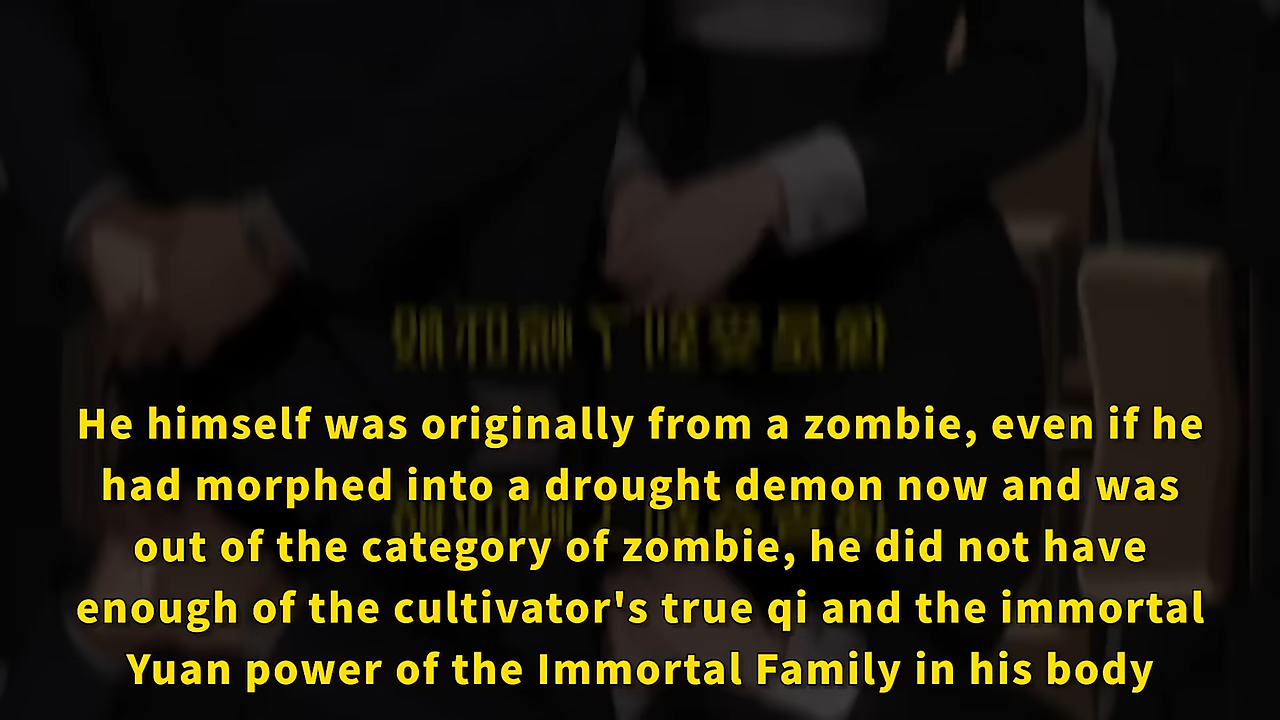 He himself was originally from a zombie, even if he
had morphed into a drought demon now and was
out of the category of zombie, he did not have
enough of the cultivator's true qi and the immortal
Yuan power of the Immortal Family in his body